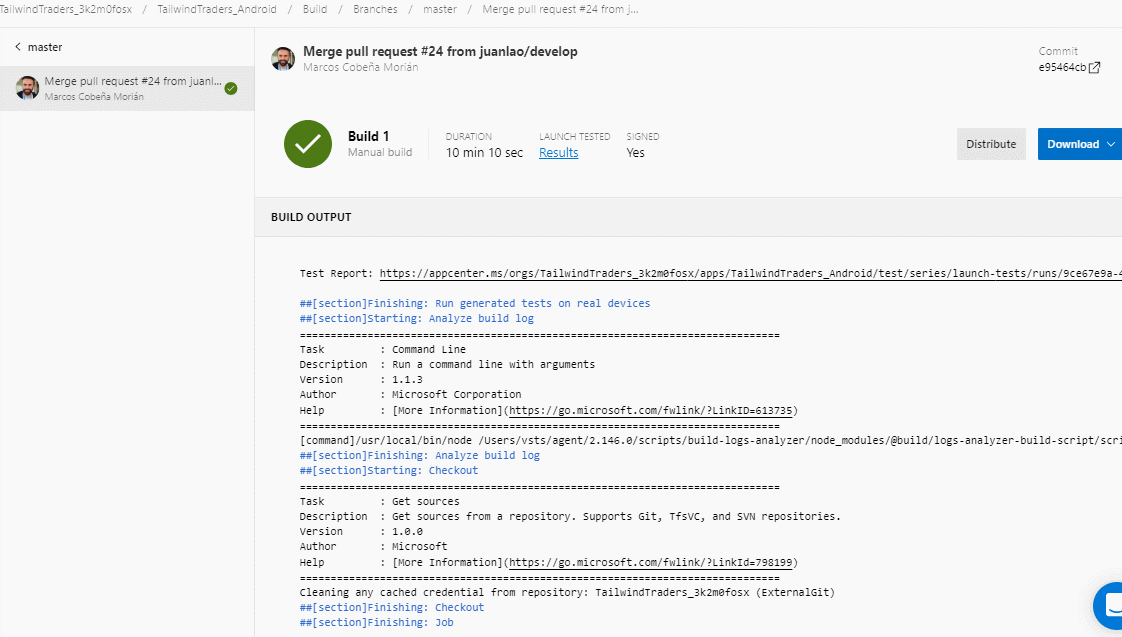 TailwindTraders_3k2m0fosx / TailwindTraders_Android / Build / Branches / master / Merge pull request #24 from j...
master
Merge pull request #24 from juanl...
Marcos Cobeña Morián
Merge pull request #24 from juanlao/develop
Marcos Cobeña Morián
Commit
e95464cb
Build 1
Manual build
DURATION
10 min 10 sec
LAUNCH TESTED
Results
SIGNED
Yes
Distribute
Download
BUILD OUTPUT
Test Report: https://appcenter.ms/orgs/TailwindTraders_3k2m0fosx/apps/TailwindTraders_Android/test/series/launch-tests/runs/9ce67e9a-4
##[section]Finishing: Run generated tests on real devices
##[section]Starting: Analyze build log
==============================================================================
Task         : Command Line
Description  : Run a command line with arguments
Version      : 1.1.3
Author       : Microsoft Corporation
Help         : [More Information](https://go.microsoft.com/fwlink/?LinkID=613735)
==============================================================================
[command]/usr/local/bin/node /Users/vsts/agent/2.146.0/scripts/build-logs-analyzer/node_modules/@build/logs-analyzer-build-script/scri
##[section]Finishing: Analyze build log
##[section]Starting: Checkout
==============================================================================
Task         : Get sources
Description  : Get sources from a repository. Supports Git, TfsVC, and SVN repositories.
Version      : 1.0.0
Author       : Microsoft
Help         : [More Information](https://go.microsoft.com/fwlink/?LinkId=798199)
==============================================================================
Cleaning any cached credential from repository: TailwindTraders_3k2m0fosx (ExternalGit)
##[section]Finishing: Checkout
##[section]Finishing: Job